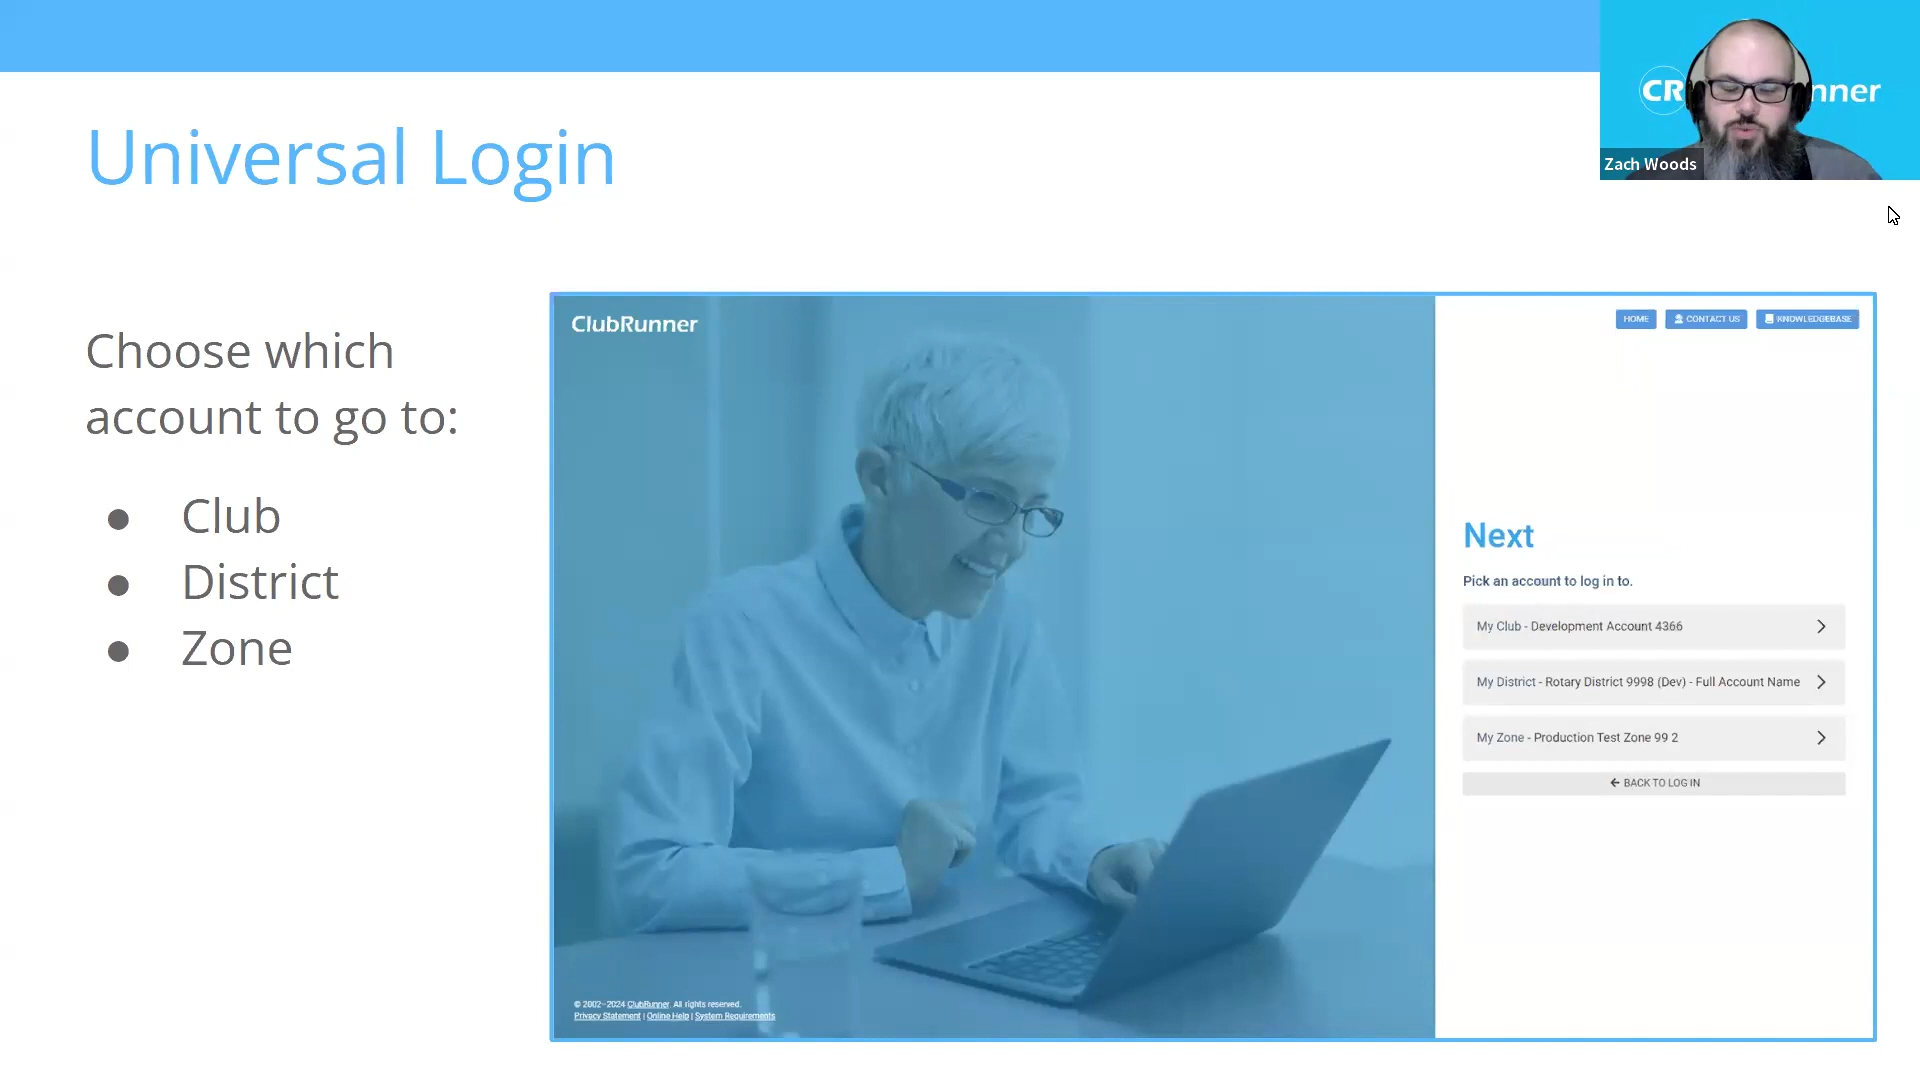 CR nner
Zach Woods
Universal Login
Choose which
account to go to:
● Club
● District
● Zone
ClubRunner
HOME
CONTACT US
KNOWLEDGEBASE
Next
Pick an account to log in to.
My Club - Development Account 4366
My District - Rotary District 9998 (Dev) - Full Account Name
My Zone - Production Test Zone 99 2
← BACK TO LOG IN
© 2002–2024 ClubRunner. All rights reserved.
Privacy Statement | Online Help | System Requirements